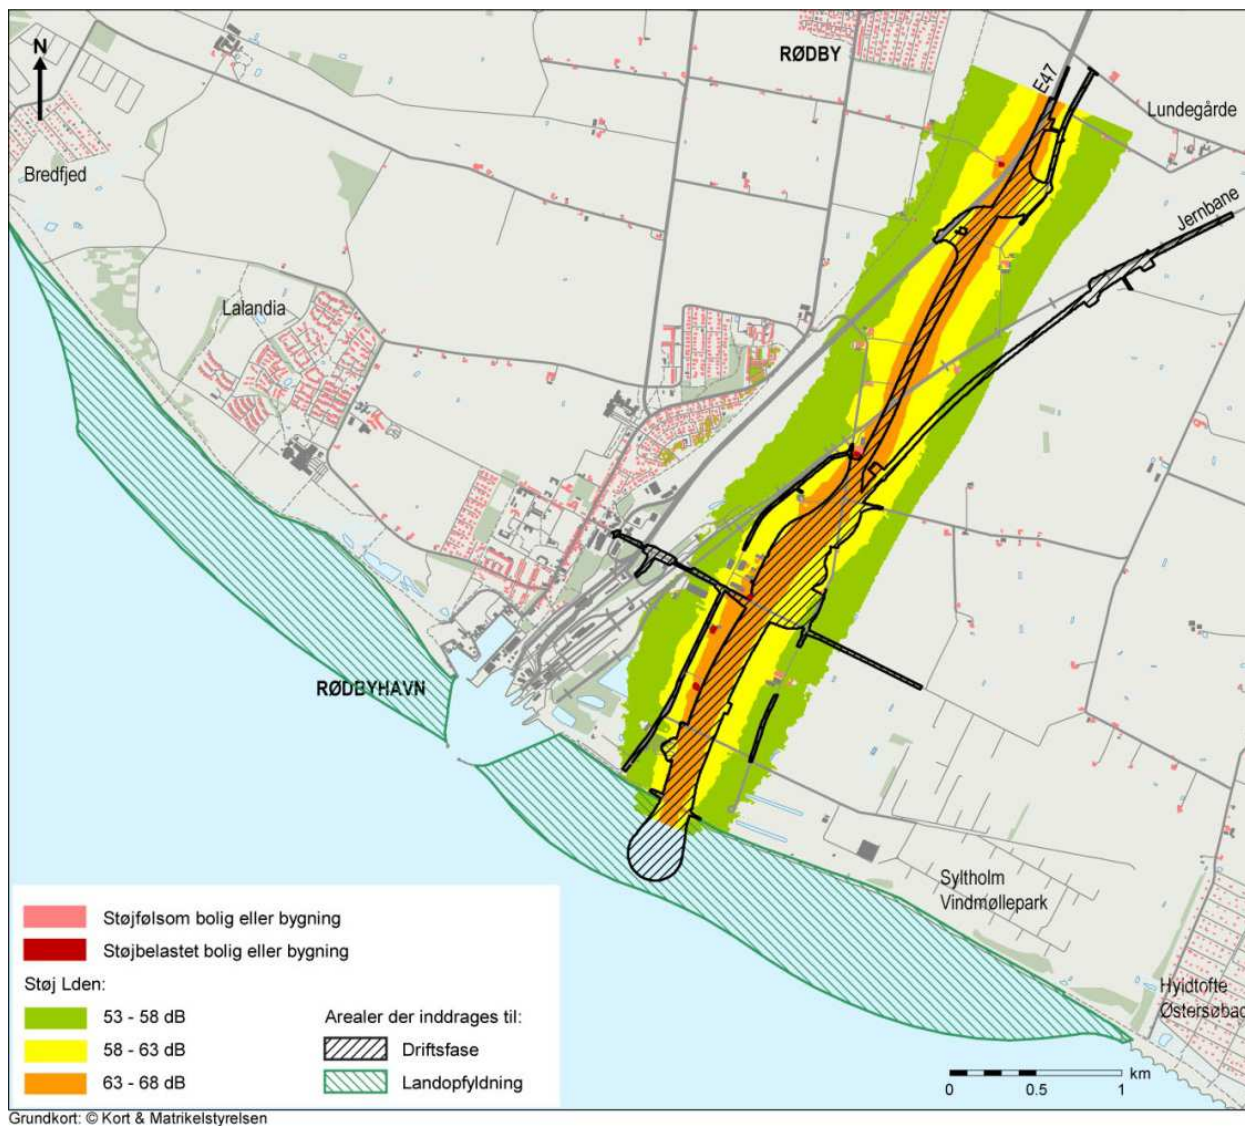 N
RØDBY
E47
Lundegårde
Bredfjed
Jernbane
Lalandia
RØDBYHAVN
Syltholm
Vindmøllepark
Hyldtofte
Østersøbad
Støjfølsom bolig eller bygning
Støjbelastet bolig eller bygning
Støj Lden:
53 - 58 dB
58 - 63 dB
63 - 68 dB
Arealer der inddrages til:
Driftsfase
Landopfyldning
km
0 0.5 1
Grundkort: © Kort & Matrikelstyrelsen